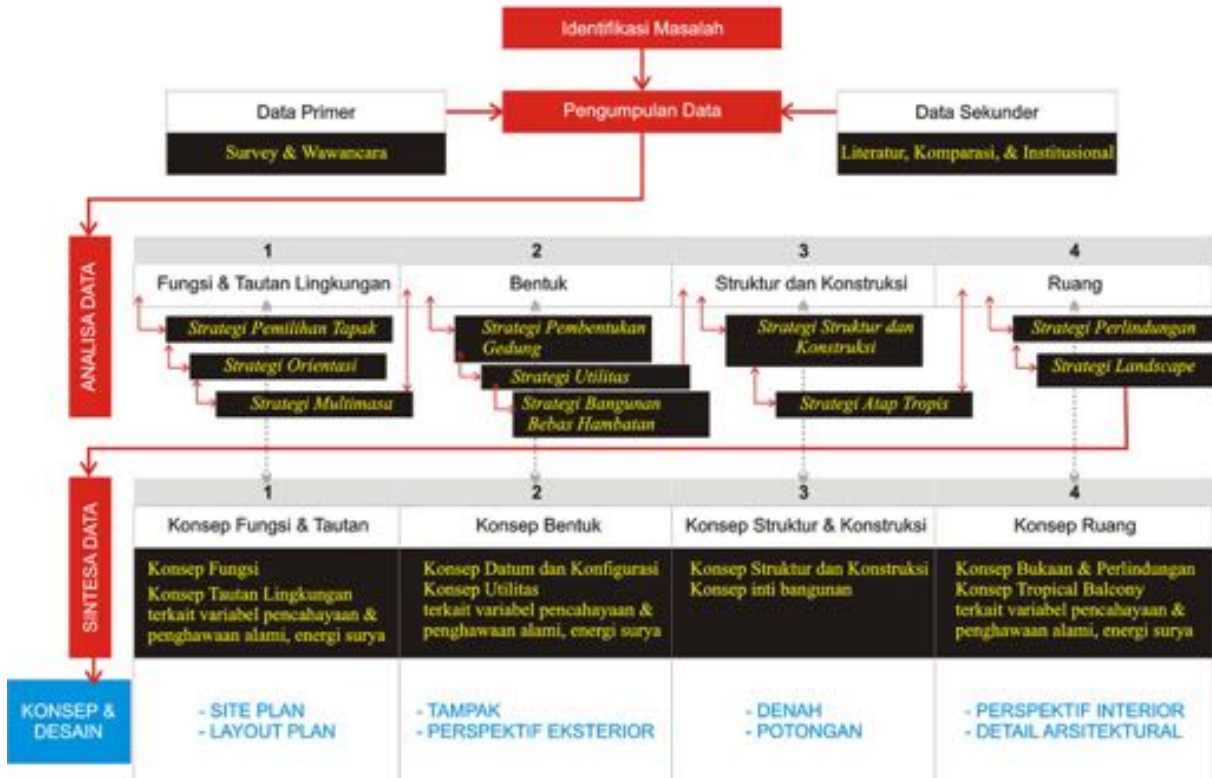 Identifikasi Masalah
Data Primer
Pengumpulan Data
Data Sekunder
Survey & Wawancara
Literatur, Komparasi, & Institusional
ANALISA DATA
1
2
3
4
Fungsi & Tautan Lingkungan
Bentuk
Struktur dan Konstruksi
Ruang
Strategi Pemilihan Tapak
Strategi Orientasi
Strategi Multimasa
Strategi Pembentukan
Gedung
Strategi Utilitas
Strategi Bangunan
Bebas Hambatan
Strategi Struktur dan
Konstruksi
Strategi Atap Tropis
Strategi Perlindungan
Strategi Landscape
SINTESA DATA
1
2
3
4
Konsep Fungsi & Tautan
Konsep Bentuk
Konsep Struktur & Konstruksi
Konsep Ruang
Konsep Fungsi
Konsep Tautan Lingkungan
terkait variabel pencahayaan &
penghawaan alami, energi surya
Konsep Datum dan Konfigurasi
Konsep Utilitas
terkait variabel pencahayaan &
penghawaan alami, energi surya
Konsep Struktur dan Konstruksi
Konsep inti bangunan
Konsep Bukaan & Perlindungan
Konsep Tropical Balcony
terkait variabel pencahayaan &
penghawaan alami, energi surya
KONSEP &
DESAIN
- SITE PLAN
- LAYOUT PLAN
- TAMPAK
- PERSPEKTIF EKSTERIOR
- DENAH
- POTONGAN
- PERSPEKTIF INTERIOR
- DETAIL ARSITEKTURAL